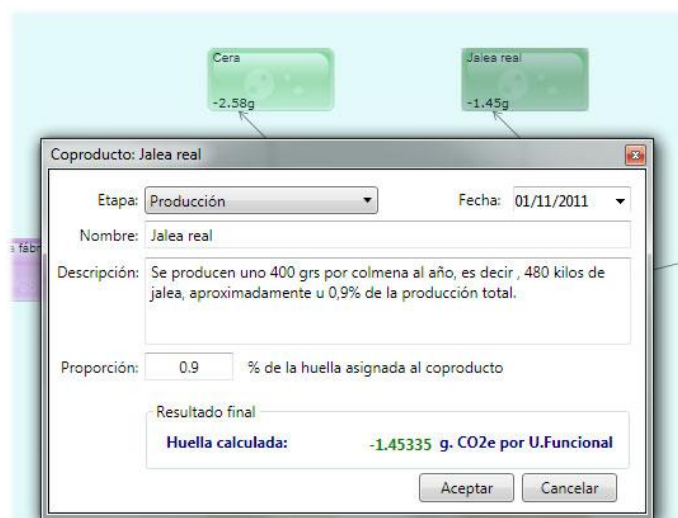 Cera
-2.58g
Jalea real
-1.45g
Coproducto: Jalea real
Etapa: Producción Fecha: 01/11/2011
Nombre: Jalea real
Descripción: Se producen uno 400 grs por colmena al año, es decir , 480 kilos de
jalea, aproximadamente u 0,9% de la producción total.
Proporción: 0.9 % de la huella asignada al coproducto
Resultado final
Huella calculada: -1.45335 g. CO2e por U.Funcional
Aceptar Cancelar